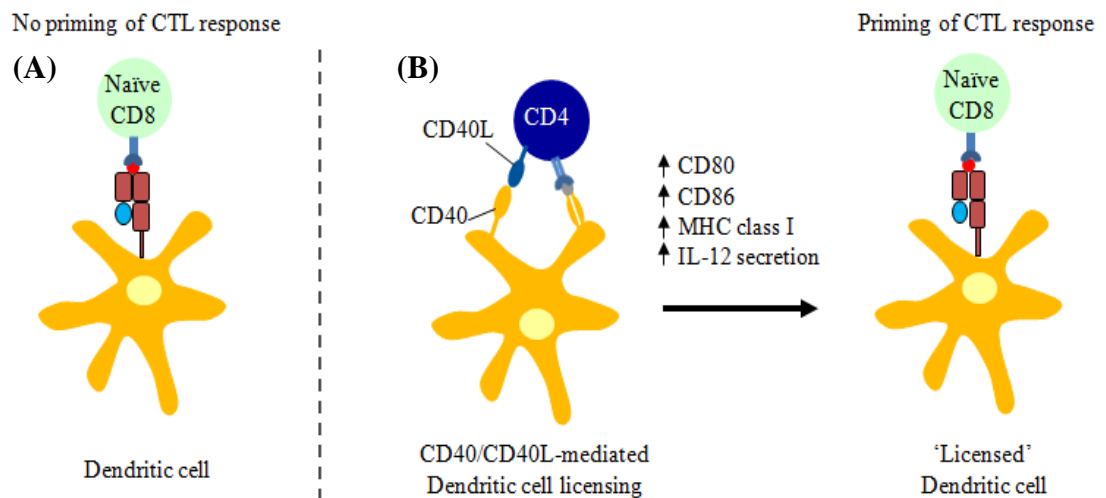 No priming of CTL response
(A)
Naïve
CD8
Dendritic cell
(B)
CD4
CD40L
CD40
CD40/CD40L-mediated
Dendritic cell licensing
CD80
CD86
MHC class I
IL-12 secretion
Priming of CTL response
Naïve
CD8
‘Licensed’
Dendritic cell